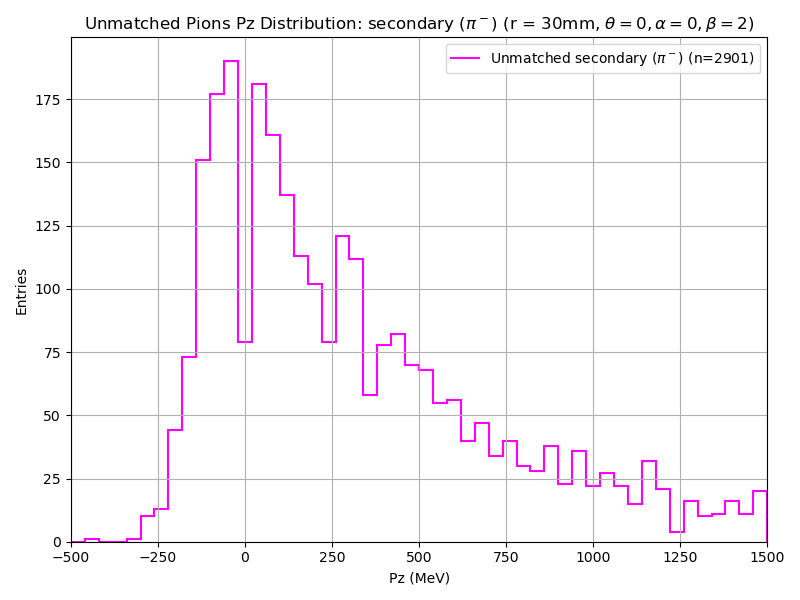 Unmatched Pions Pz Distribution: secondary (π⁻) (r = 30mm, θ = 0, α = 0, β = 2)
Unmatched secondary (π⁻) (n=2901)
Entries
175
150
125
100
75
50
25
0
−500 −250 0 250 500 750 1000 1250 1500
Pz (MeV)